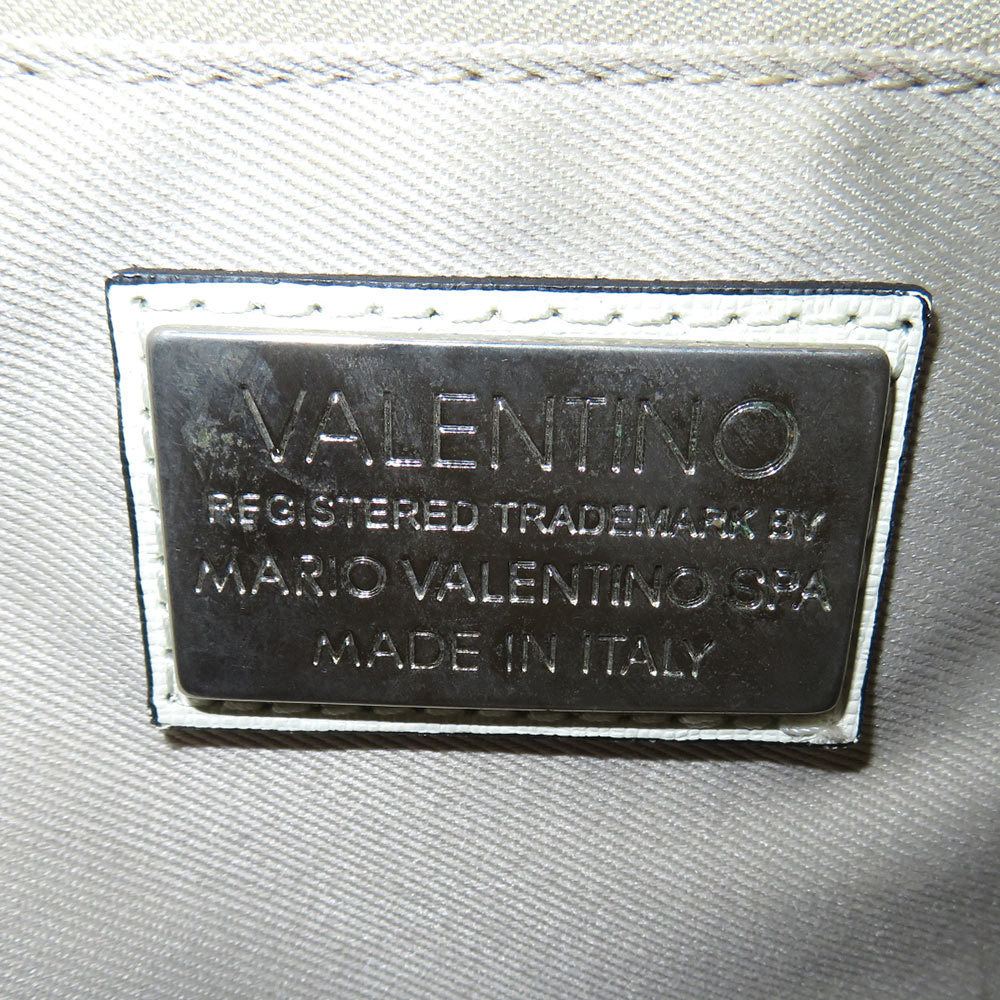 VALENTINO
REGISTERED TRADEMARK BY
MARIO VALENTINO SPA
MADE IN ITALY